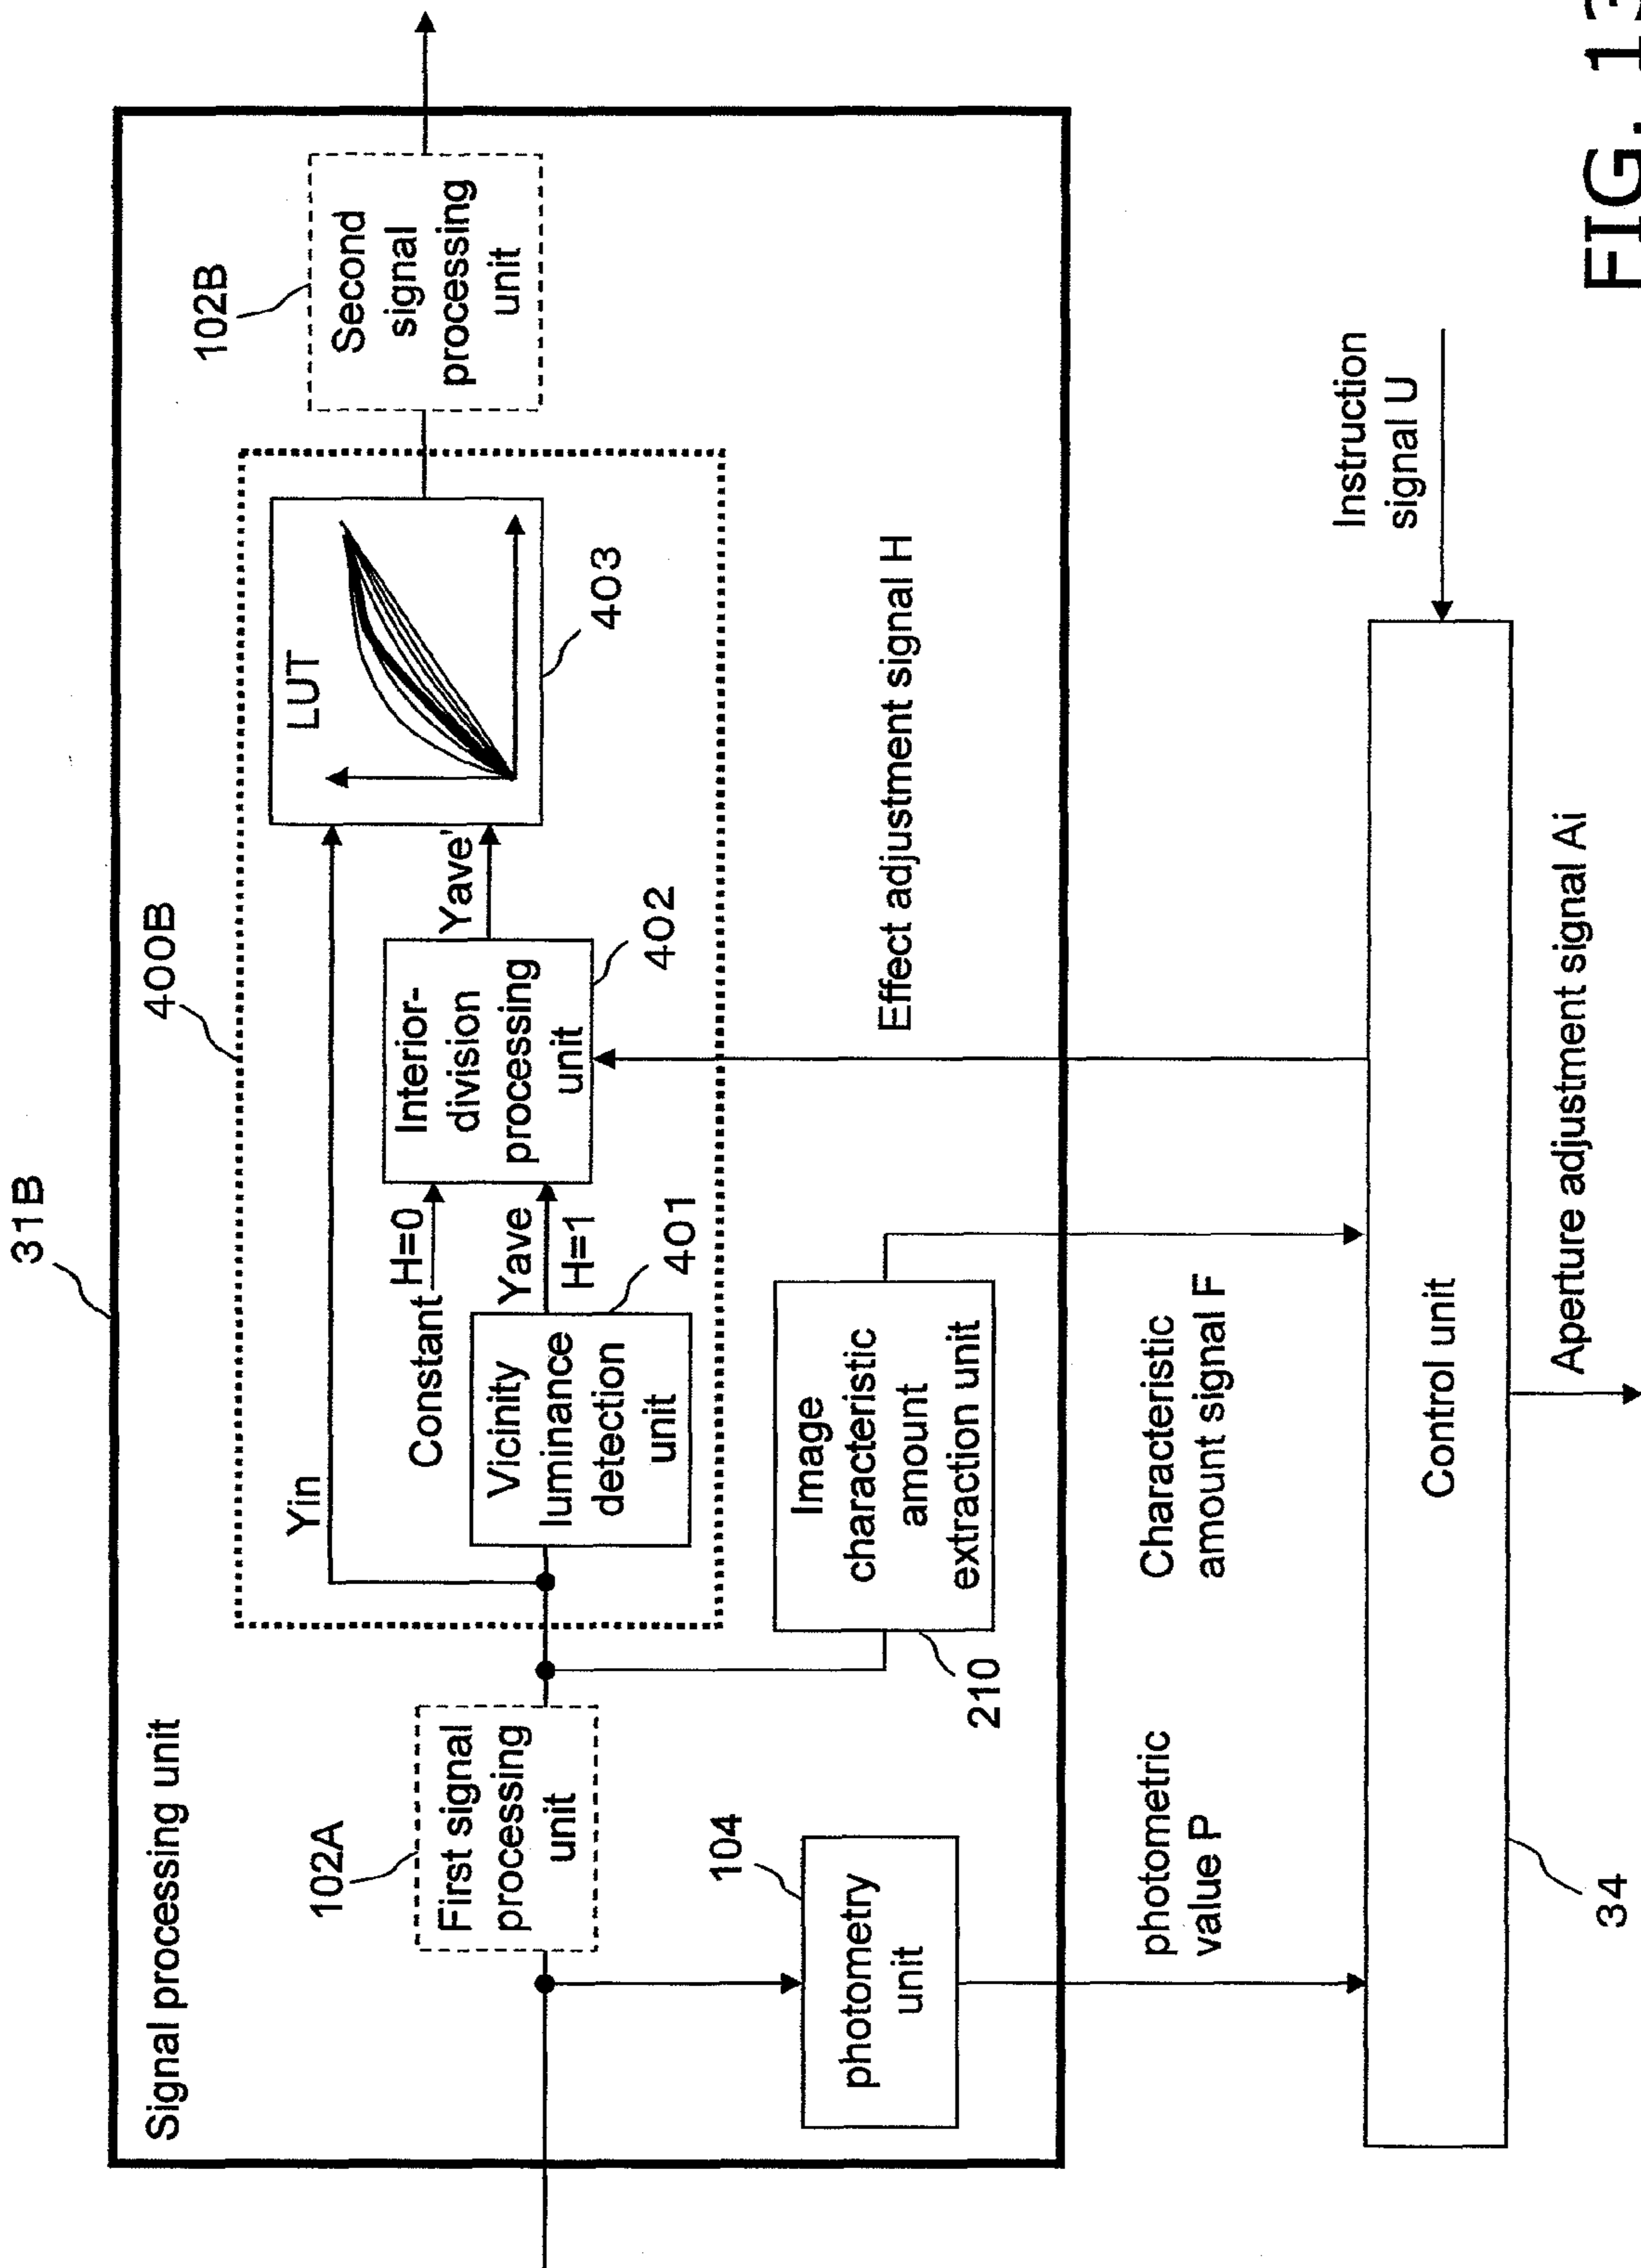 31B
Signal processing unit
400B
102B
102A
First signal
processing
unit
Yin
Constant
H=0
Vicinity
luminance
detection
unit
401
Yave
H=1
Interior-
division
processing
unit
402
Yave'
LUT
403
Second
signal
processing
unit
104
photometry
unit
210
Image
characteristic
amount
extraction unit
Effect adjustment signal H
photometric
value P
Characteristic
amount signal F
Instruction
signal U
Control unit
34
Aperture adjustment signal Ai
FIG. 13